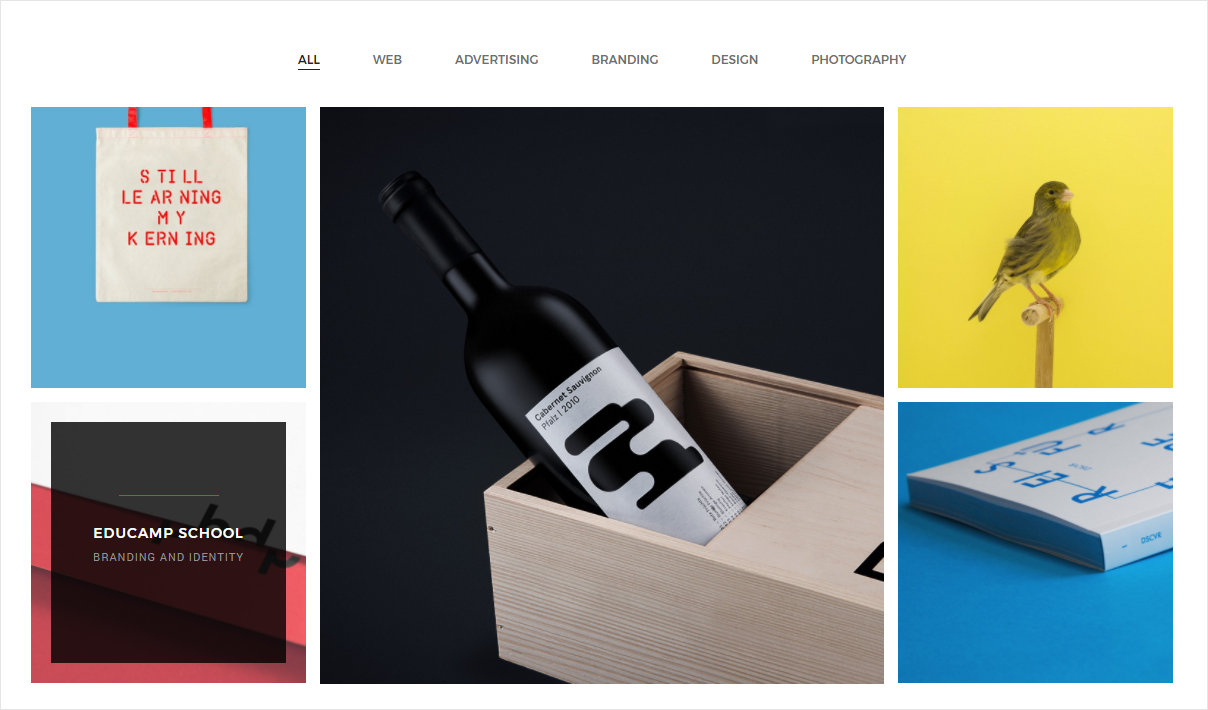 ALL WEB ADVERTISING BRANDING DESIGN PHOTOGRAPHY
S TI LL
LE AR NING
M Y
K ERN ING
Cabernet Sauvignon
Pfalz | 2010
DSCVR
EDUCAMP SCHOOL
BRANDING AND IDENTITY